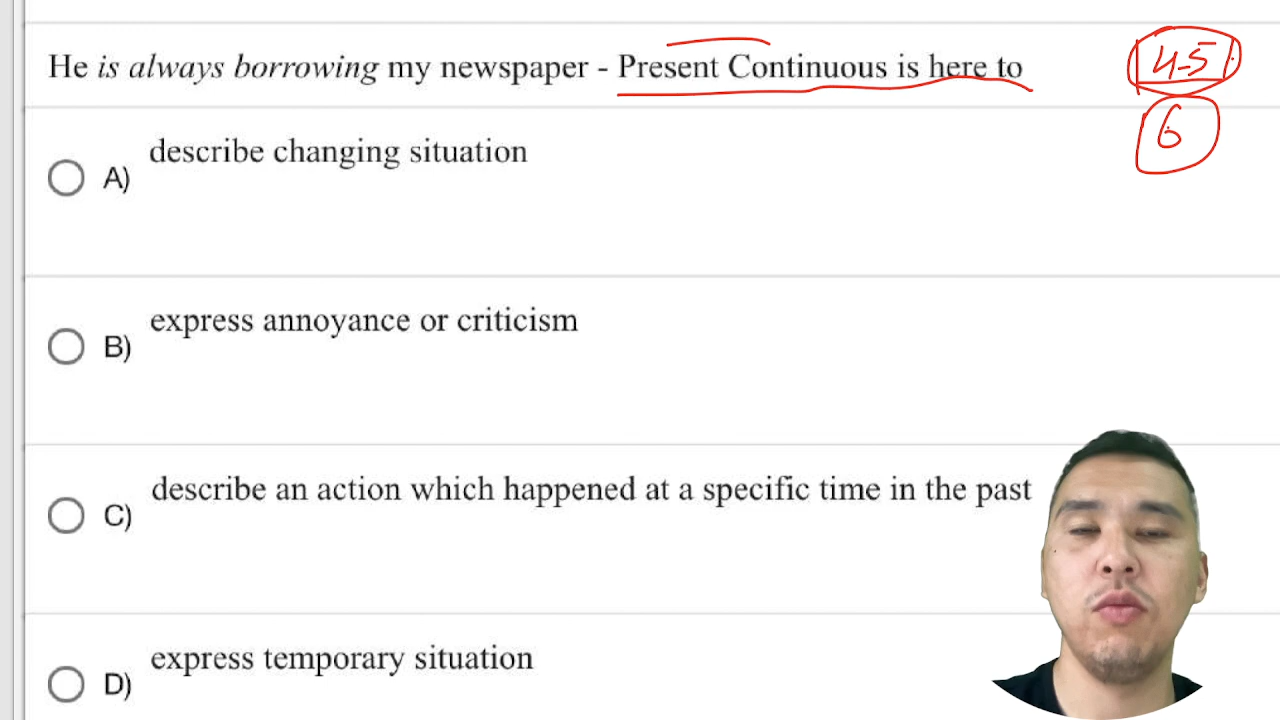 He is always borrowing my newspaper - Present Continuous is here to
4-5
6
A) describe changing situation
B) express annoyance or criticism
C) describe an action which happened at a specific time in the past
D) express temporary situation